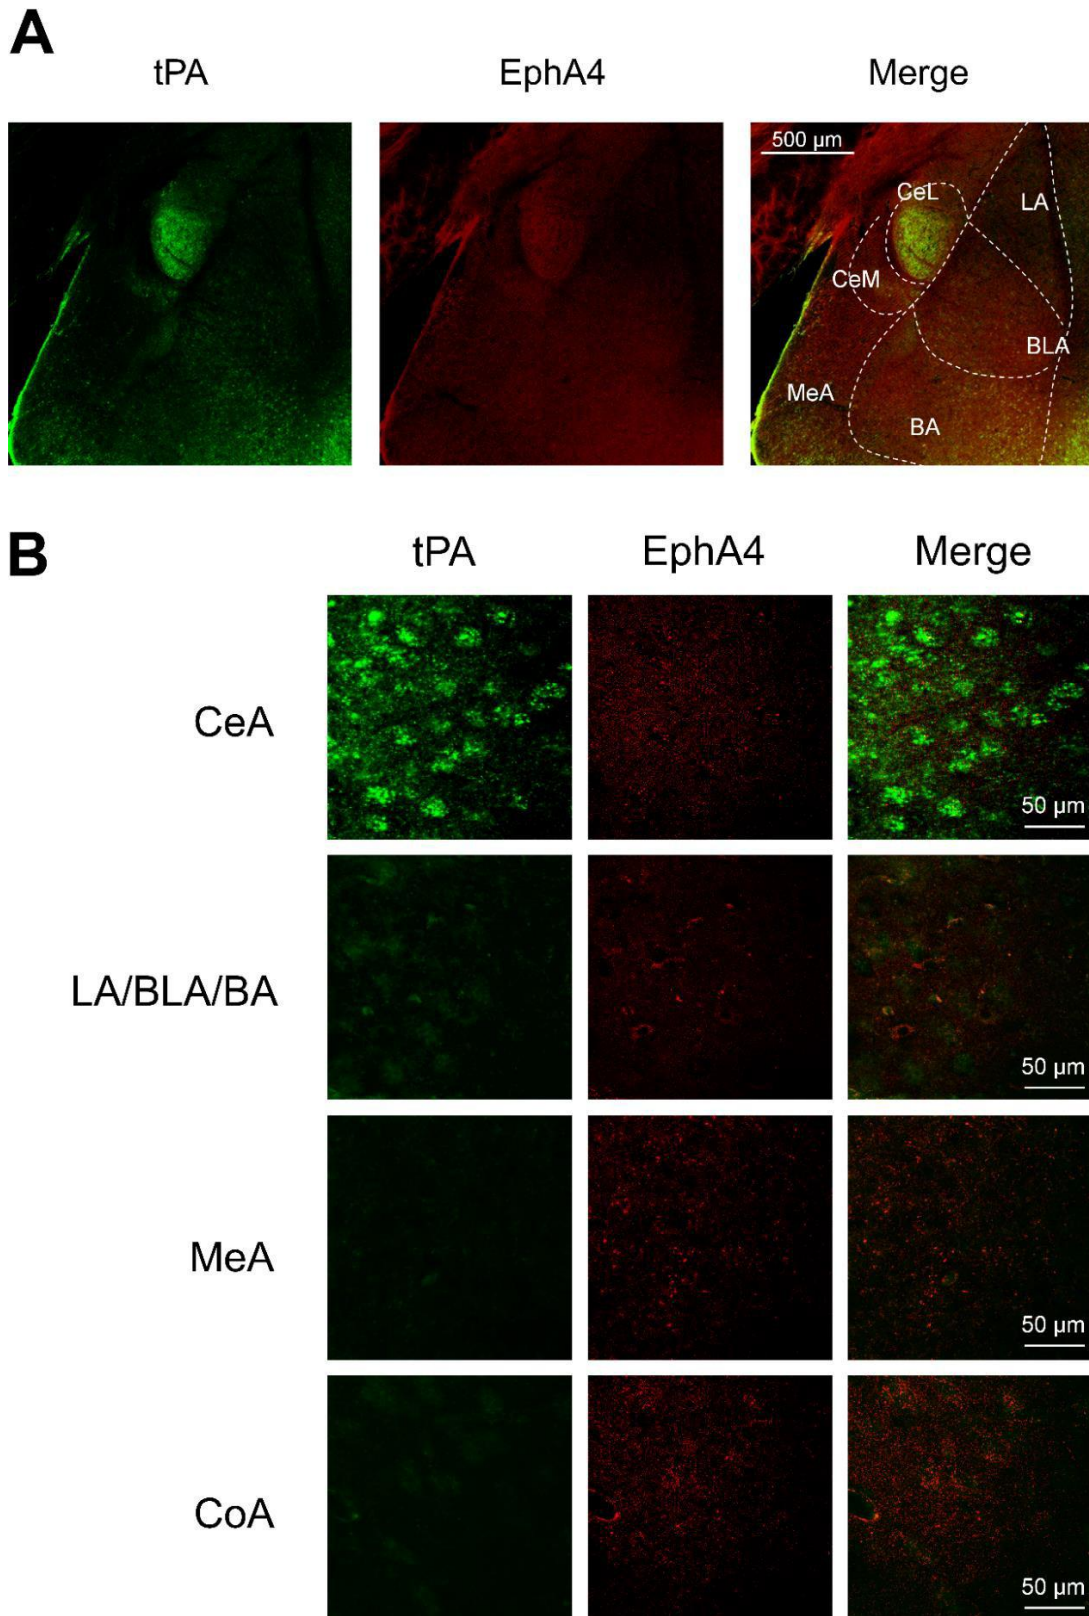 A
tPA EphA4 Merge
500 µm
CeL
LA
CeM
BLA
MeA
BA
B
tPA EphA4 Merge
CeA
50 µm
LA/BLA/BA
50 µm
MeA
50 µm
CoA
50 µm